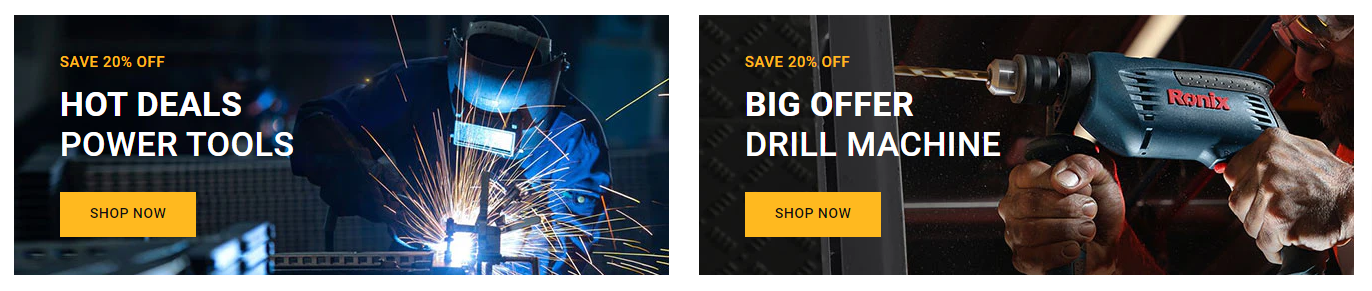 SAVE 20% OFF
HOT DEALS
POWER TOOLS
SHOP NOW
SAVE 20% OFF
BIG OFFER
DRILL MACHINE
SHOP NOW
Ronix